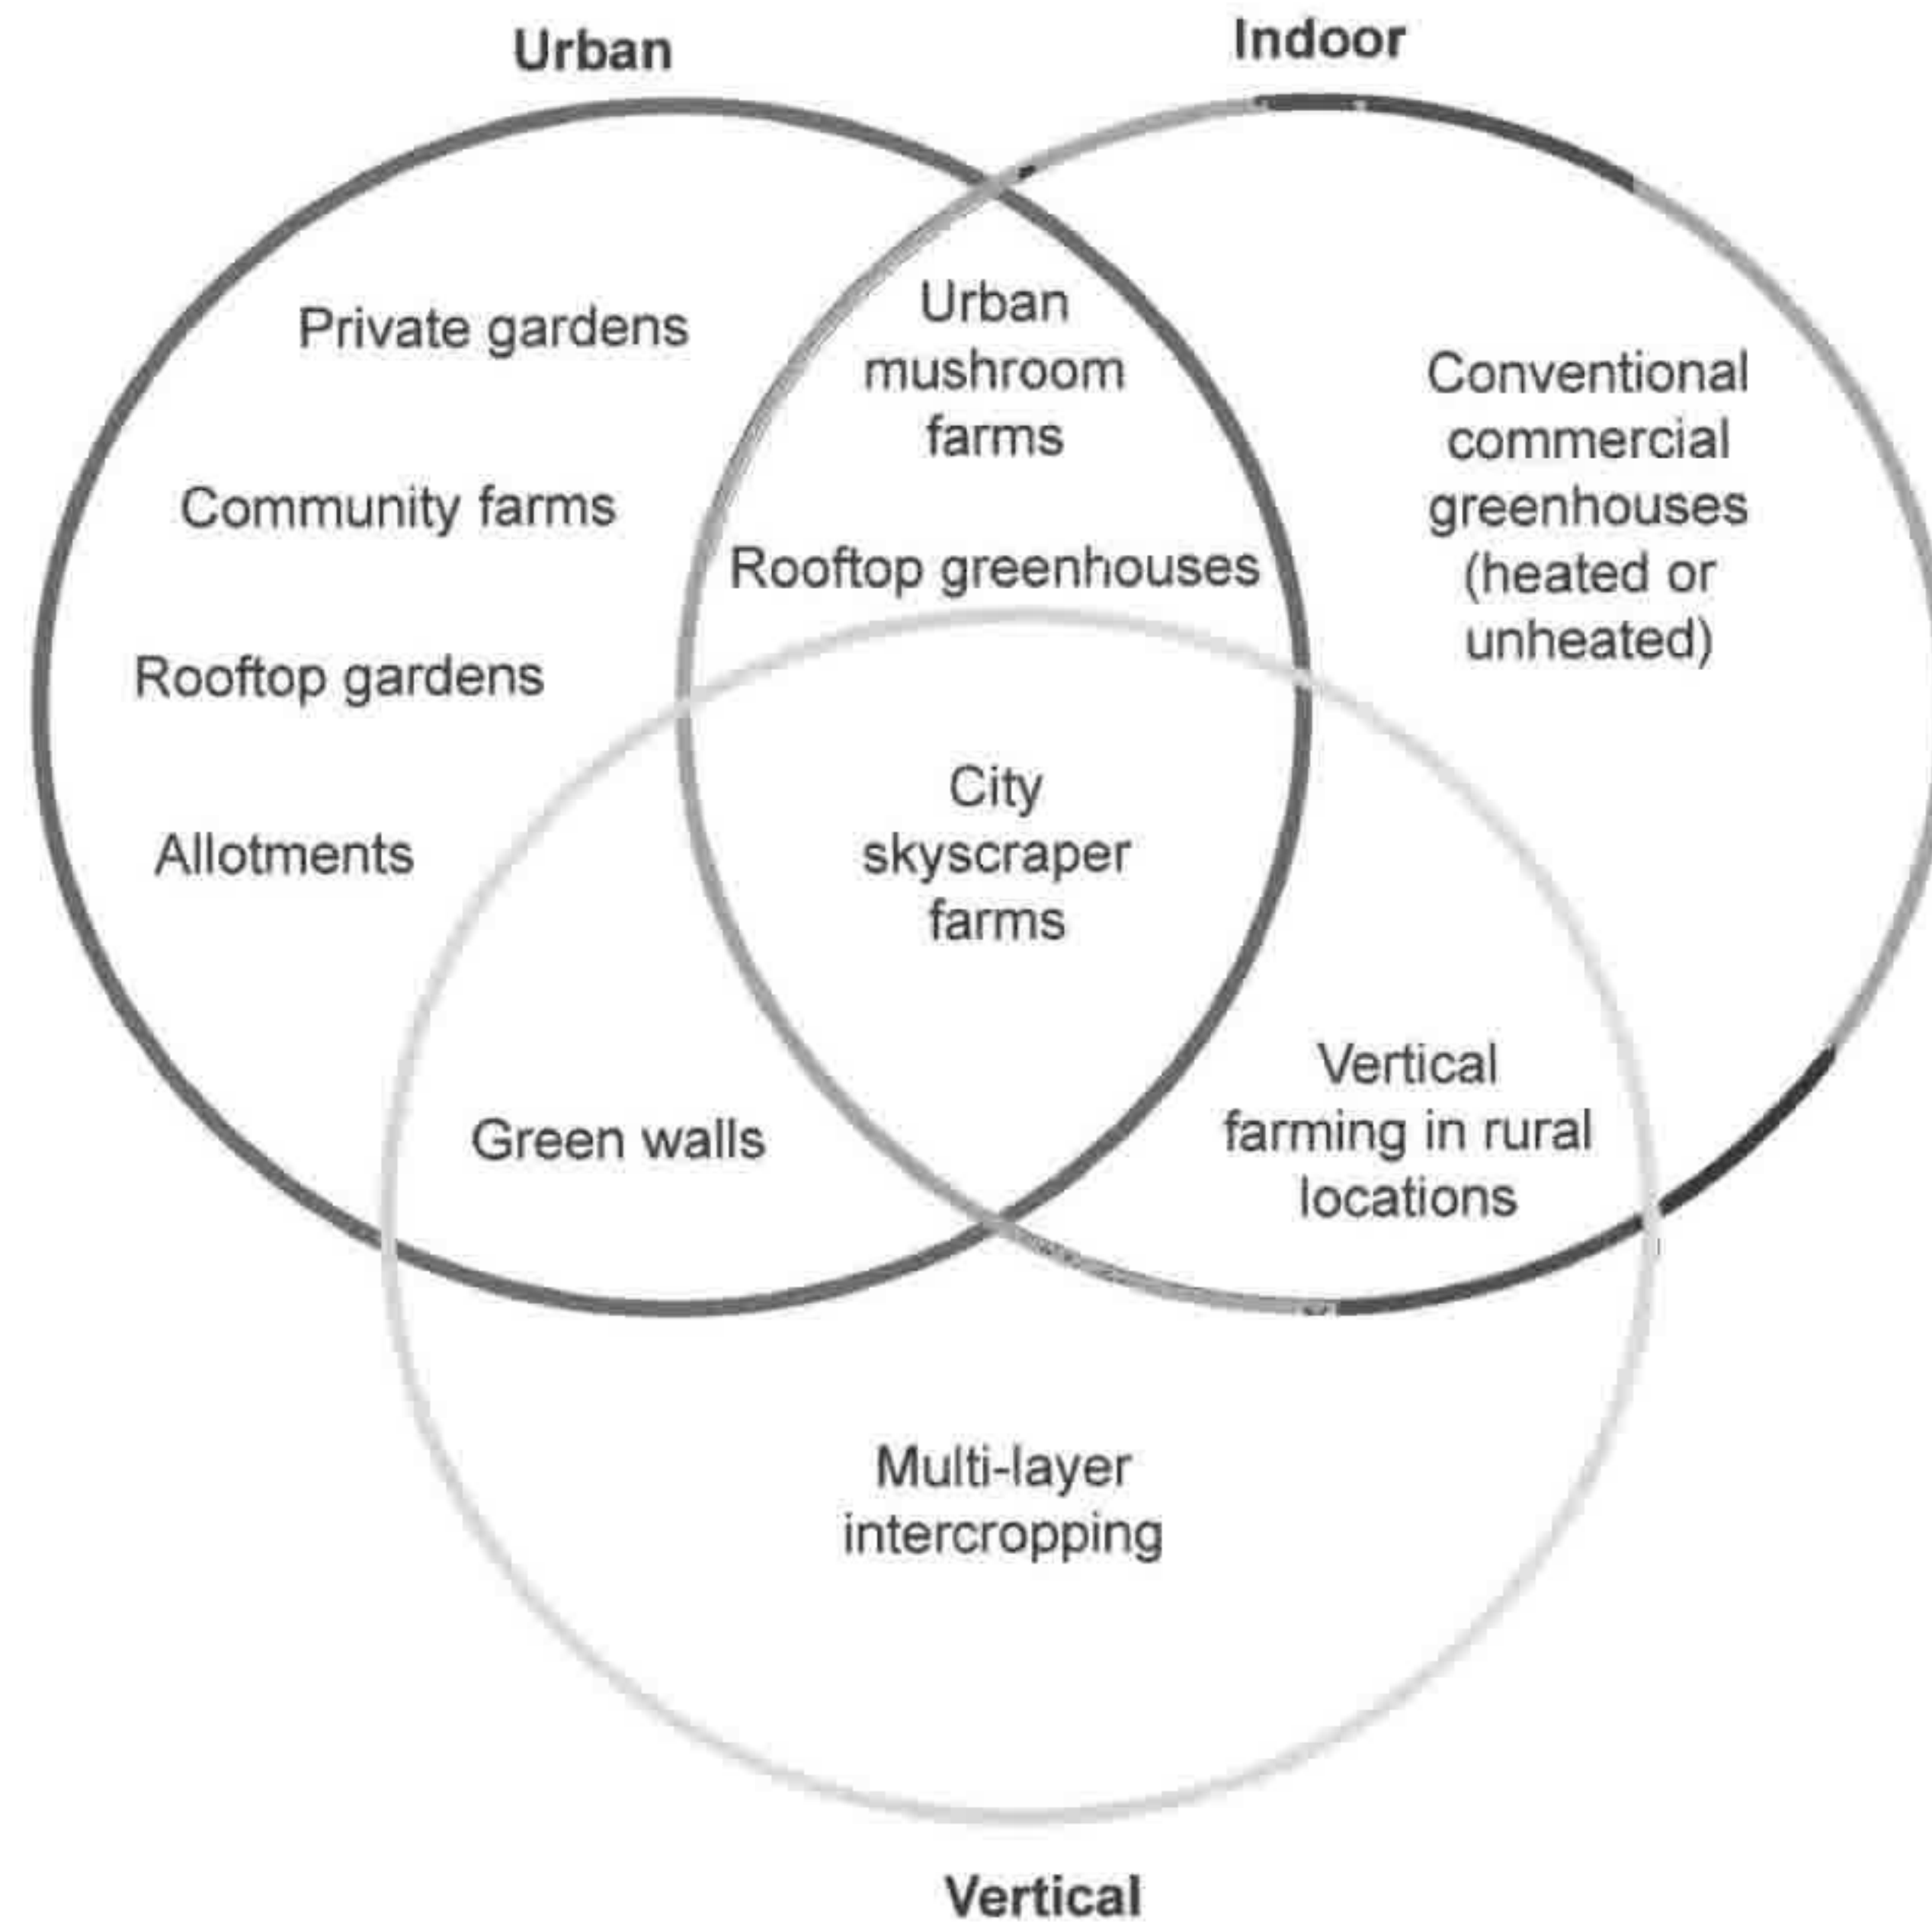 Urban
Indoor
Private gardens
Community farms
Rooftop gardens
Allotments
Urban
mushroom
farms
Rooftop greenhouses
Conventional
commercial
greenhouses
(heated or
unheated)
City
skyscraper
farms
Green walls
Vertical
farming in rural
locations
Multi-layer
intercropping
Vertical